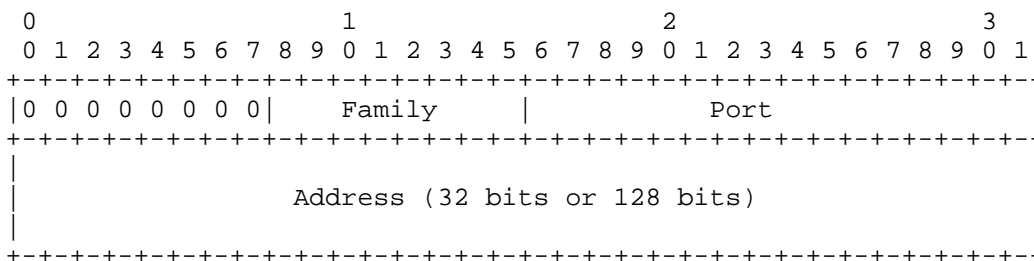 0                   1                   2                   3
0 1 2 3 4 5 6 7 8 9 0 1 2 3 4 5 6 7 8 9 0 1 2 3 4 5 6 7 8 9 0 1
+-+-+-+-+-+-+-+-+-+-+-+-+-+-+-+-+-+-+-+-+-+-+-+-+-+-+-+-+-+-+-+-
|0 0 0 0 0 0 0 0|    Family     |           Port
+-+-+-+-+-+-+-+-+-+-+-+-+-+-+-+-+-+-+-+-+-+-+-+-+-+-+-+-+-+-+-+-
|
|                 Address (32 bits or 128 bits)
|
+-+-+-+-+-+-+-+-+-+-+-+-+-+-+-+-+-+-+-+-+-+-+-+-+-+-+-+-+-+-+-+-